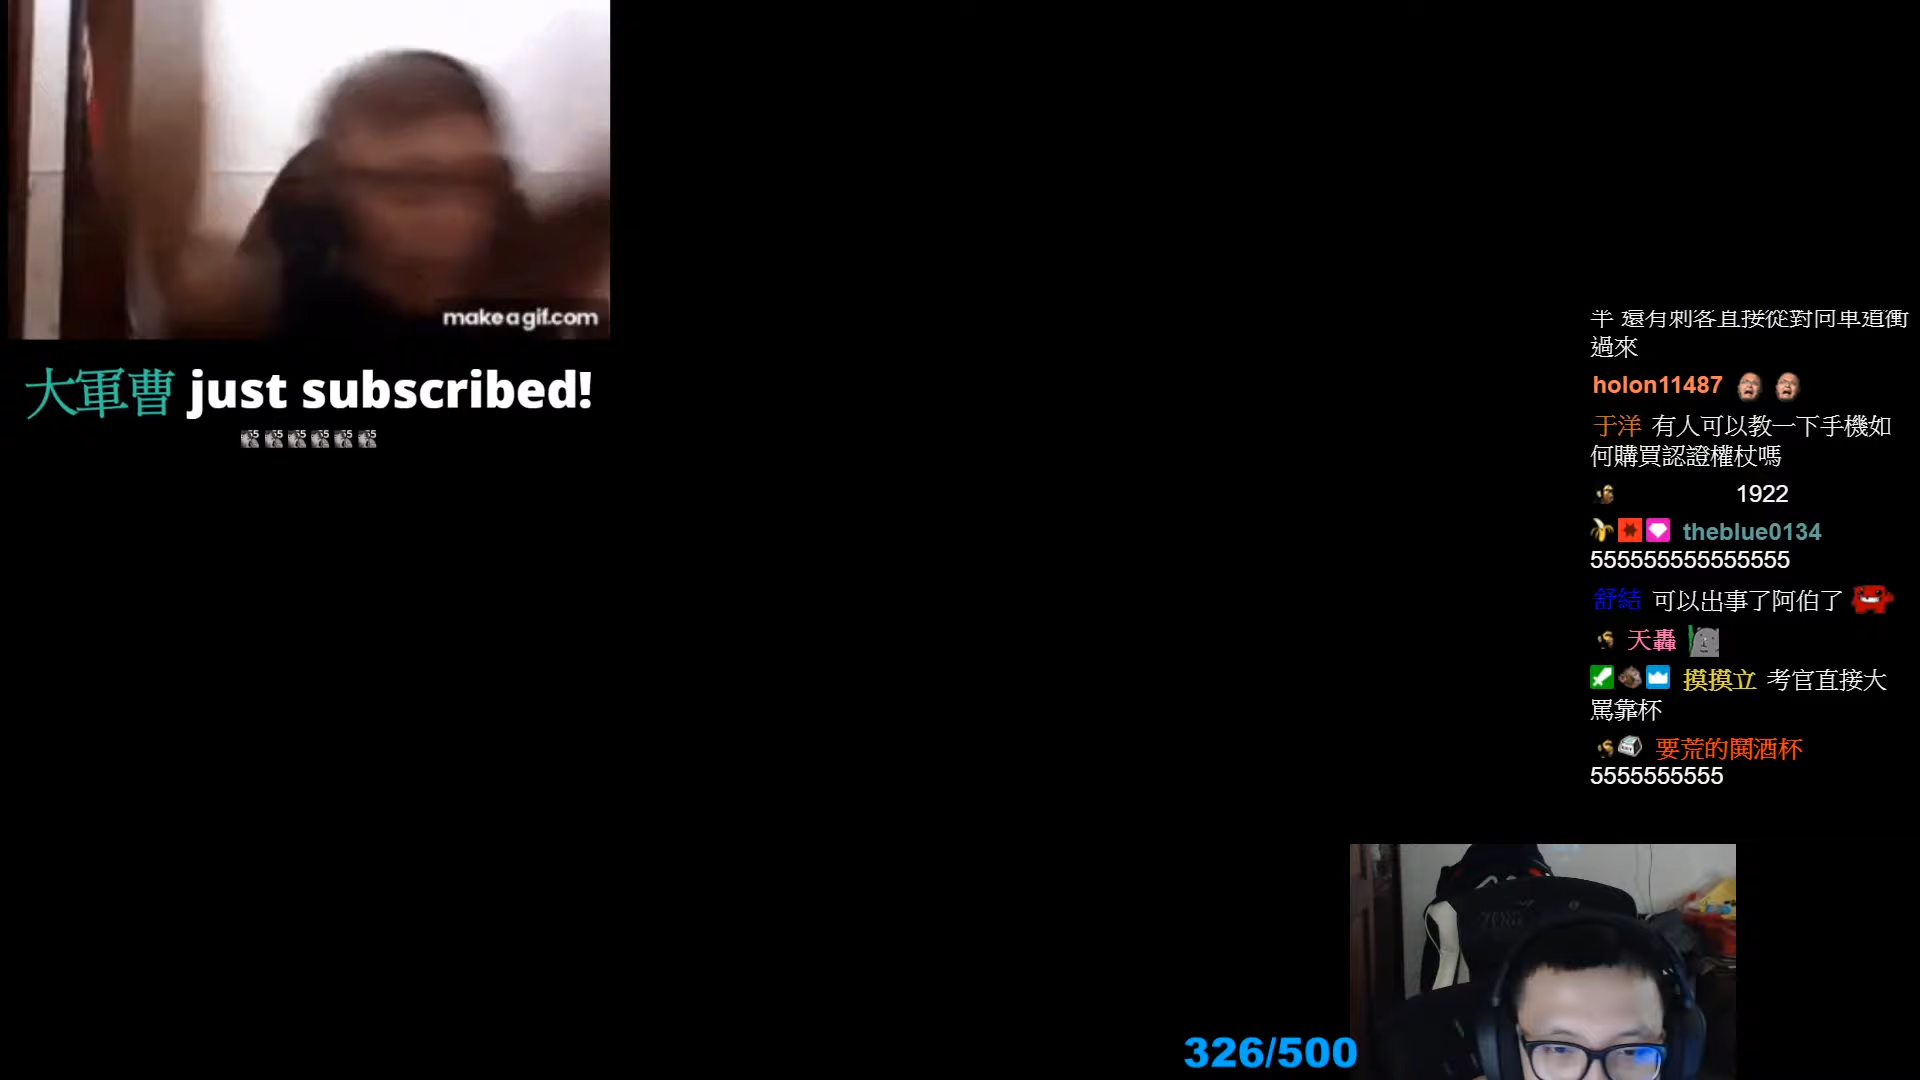 makeagif.com
大軍曹 just subscribed!
半 還有刺客直接從對向車道衝
過來
holon11487
于洋 有人可以教一下手機如
何購買認證權杖嗎
1922
theblue0134
555555555555555
舒結 可以出事了阿伯了
天轟
摸摸立 考官直接大
罵靠杯
要荒的鬨酒杯
5555555555
326/500